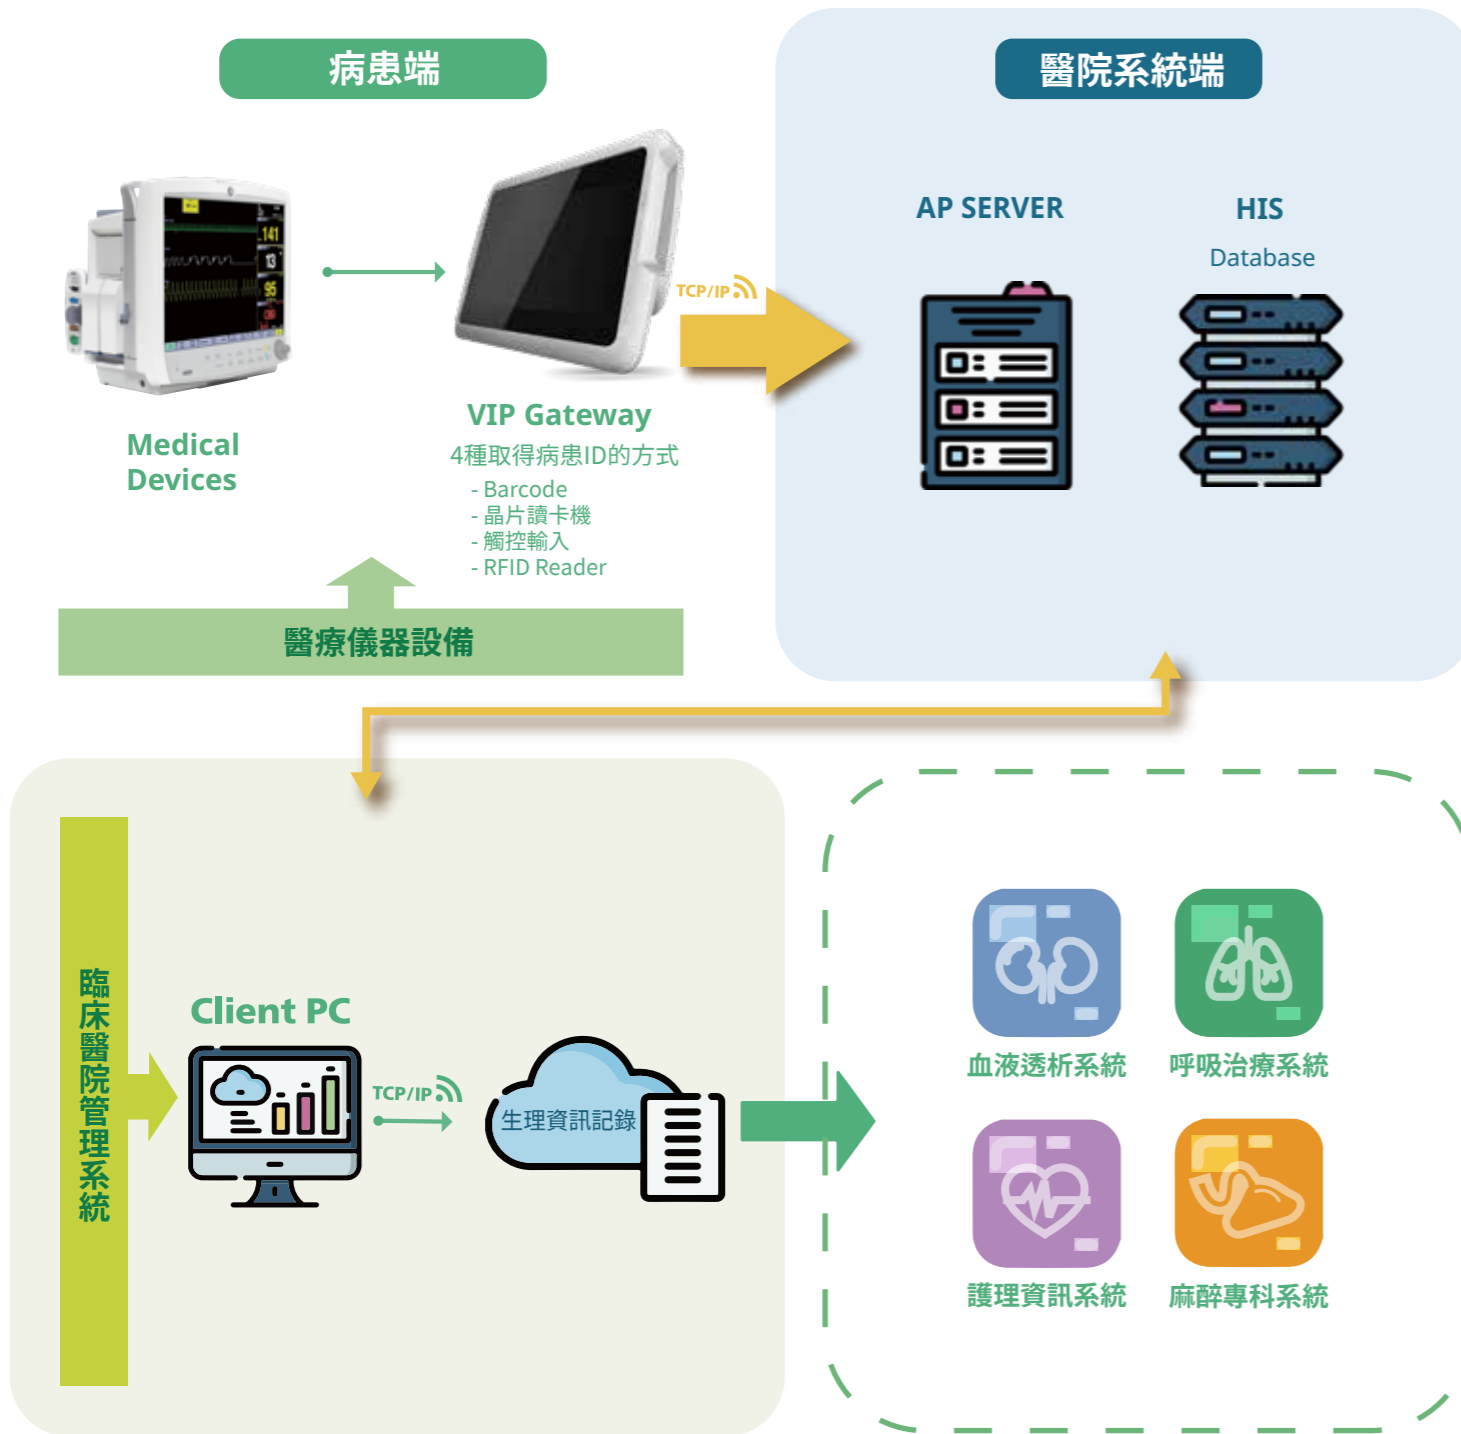 病患端
醫院系統端
AP SERVER
HIS
Database
141
13
95
TCP/IP
Medical
Devices
VIP Gateway
4種取得病患ID的方式
- Barcode
- 晶片讀卡機
- 觸控輸入
- RFID Reader
醫療儀器設備
臨床醫院管理系統
Client PC
TCP/IP
生理資訊記錄
血液透析系統
呼吸治療系統
護理資訊系統
麻醉專科系統